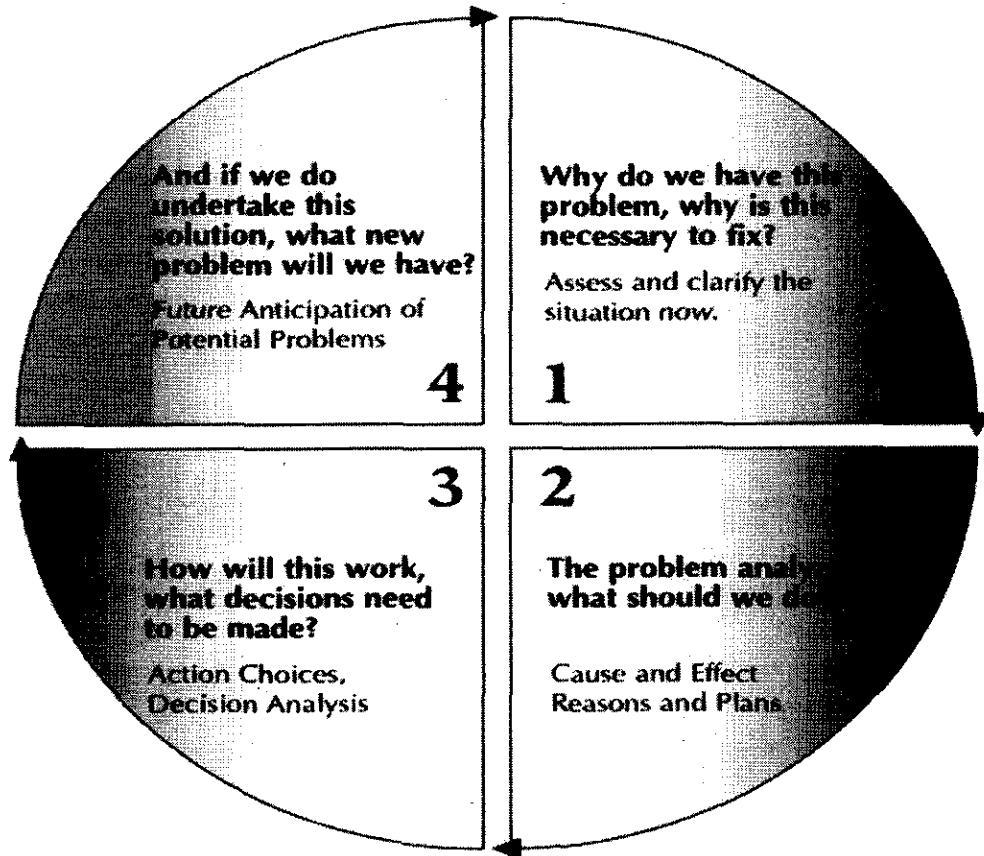 And if we do
undertake this
solution, what new
problem will we have?
Future Anticipation of
Potential Problems
4
Why do we have this
problem, why is this
necessary to fix?
Assess and clarify the
situation now.
1
3
How will this work,
what decisions need
to be made?
Action Choices,
Decision Analysis
2
The problem
what should we
Cause and Effect
Reasons and Plans